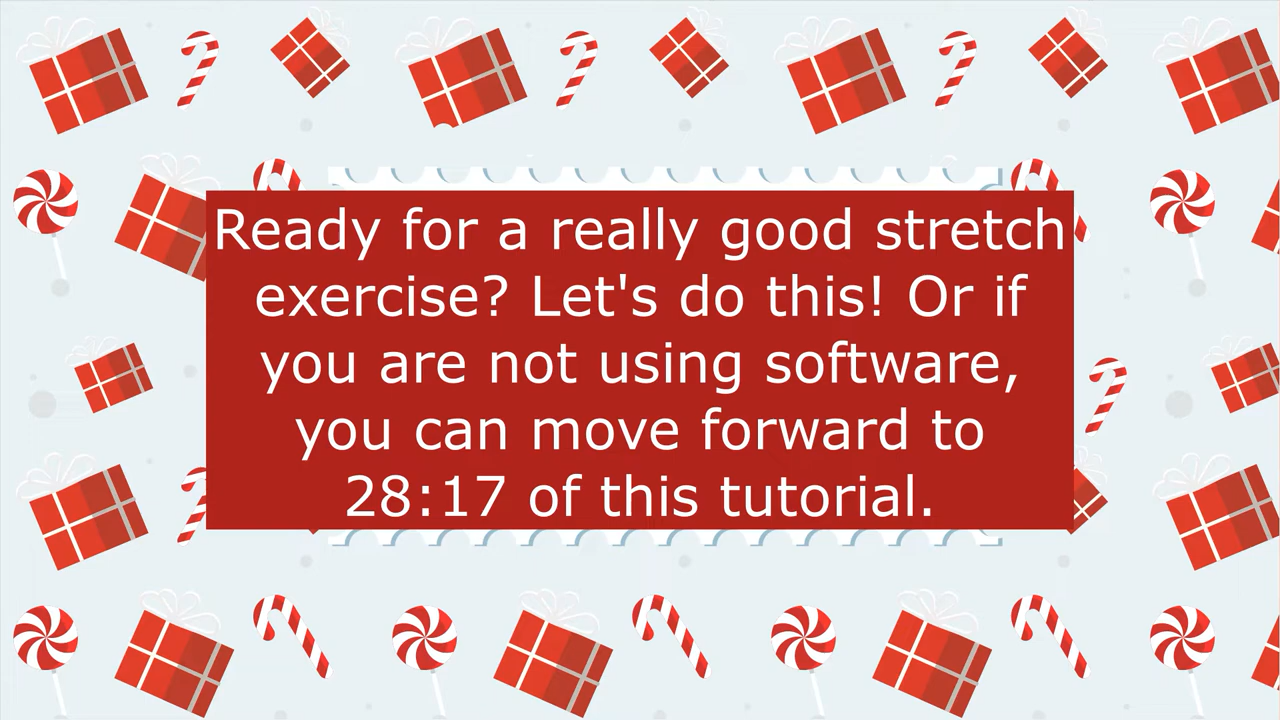 Ready for a really good stretch
exercise? Let's do this! Or if
you are not using software,
you can move forward to
28:17 of this tutorial.